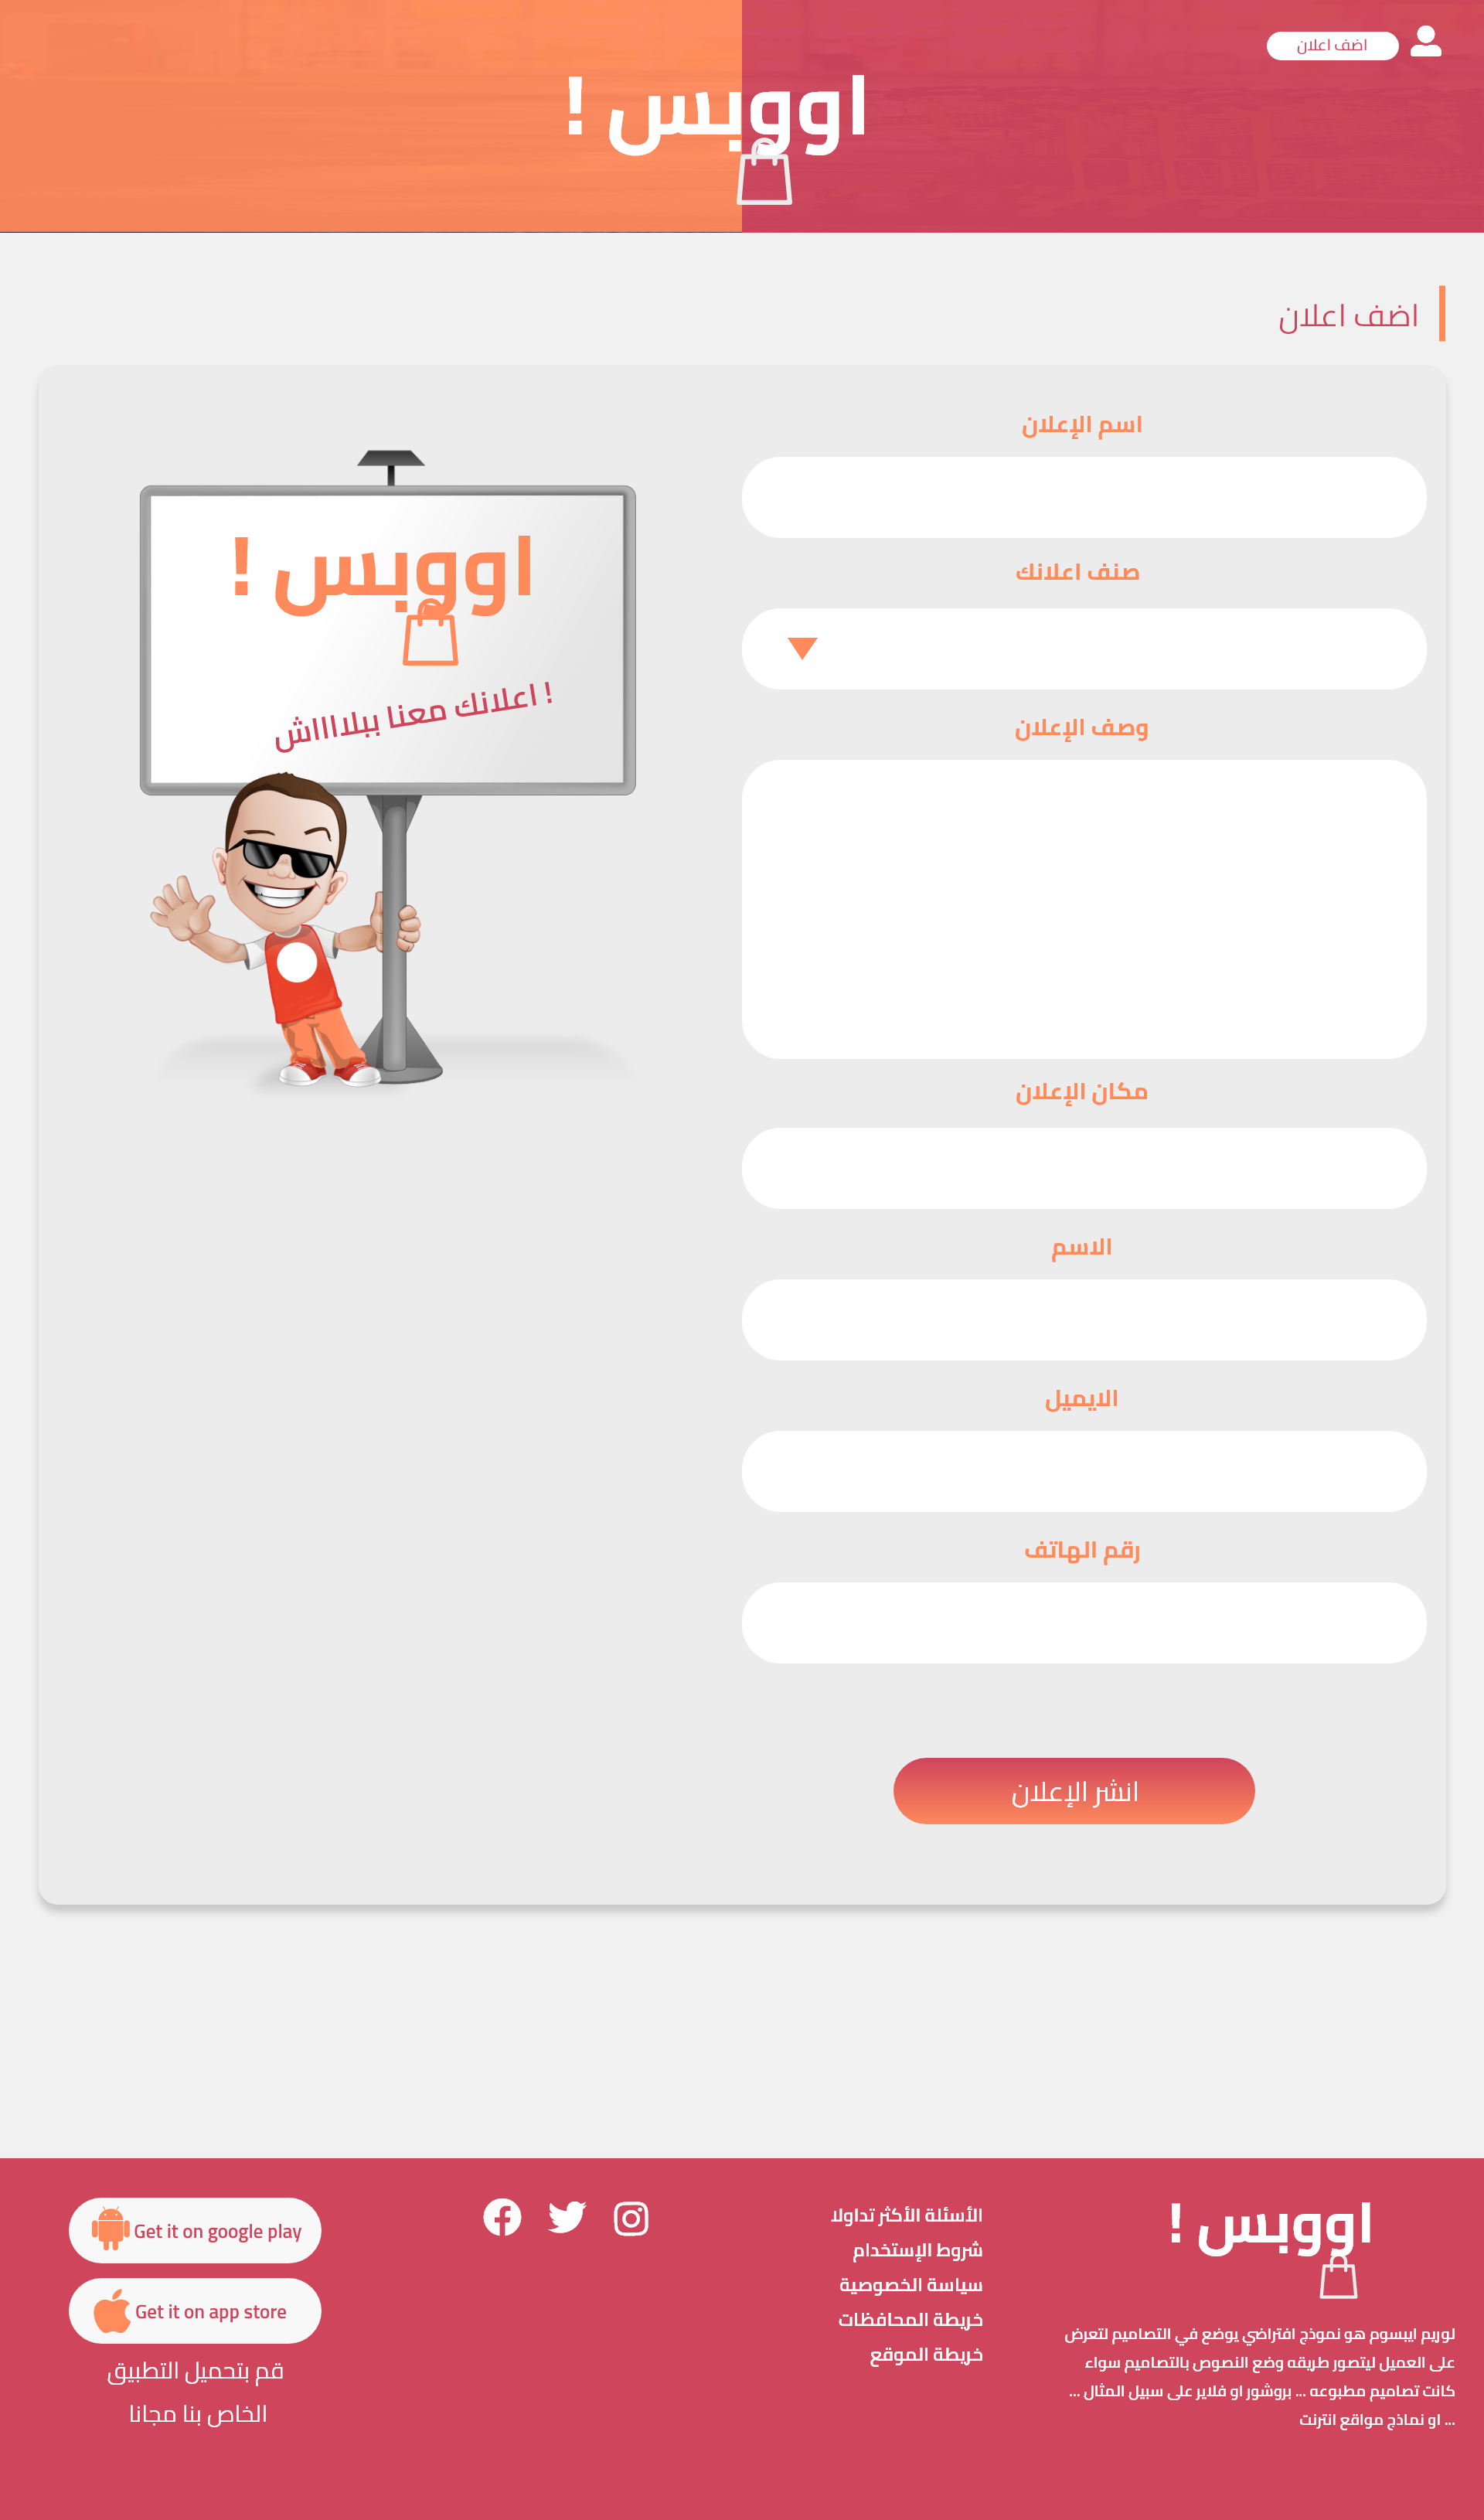 اضف اعلان
اووبس !
اضف اعلان
اسم الإعلان
صنف اعلانك
وصف الإعلان
مكان الإعلان
الاسم
الايميل
رقم الهاتف
انشر الإعلان
اووبس !
اعلانك معنا ببلاااش !
اووبس !
لوريم ايبسوم هو نموذج افتراضي يوضع في التصاميم لتعرض
على العميل ليتصور طريقه وضع النصوص بالتصاميم سواء
كانت تصاميم مطبوعه ... بروشور او فلاير على سبيل المثال ...
... او نماذج مواقع انترنت
الأسئلة الأكثر تداولا
شروط الإستخدام
سياسة الخصوصية
خريطة المحافظات
خريطة الموقع
Get it on google play
Get it on app store
قم بتحميل التطبيق
الخاص بنا مجانا